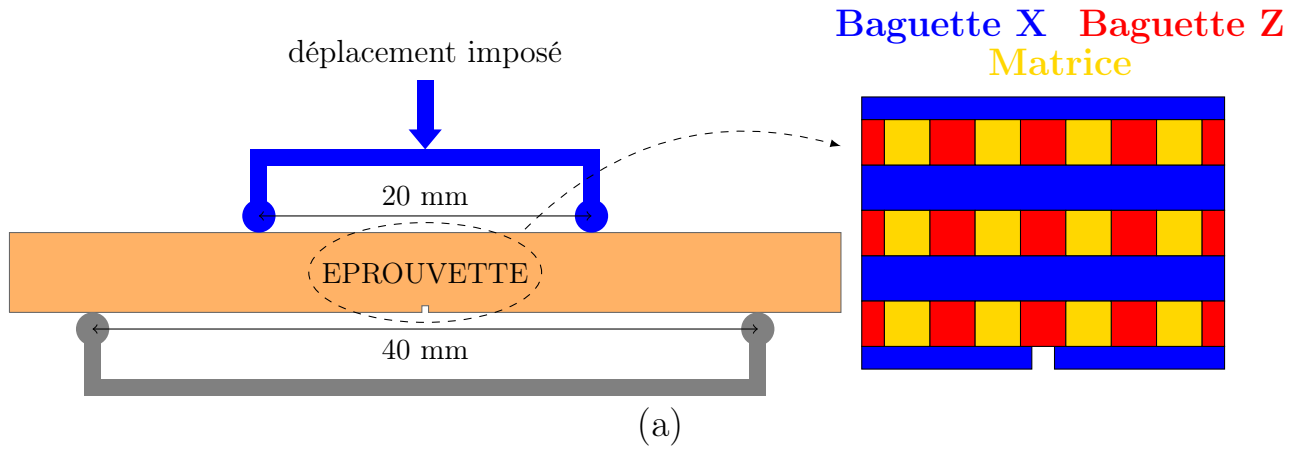 déplacement imposé
20 mm
EPROUVETTE
40 mm
Baguette X Baguette Z
Matrice
(a)